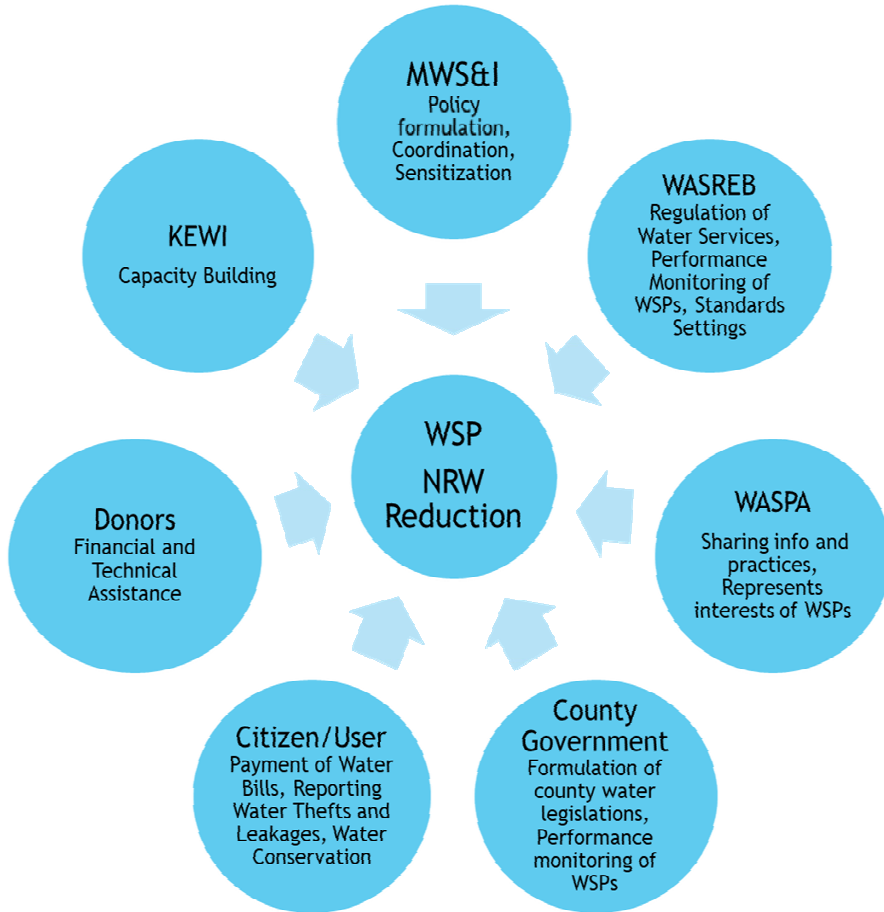 MWS&I
Policy
formulation,
Coordination,
Sensitization
WASREB
Regulation of
Water Services,
Performance
Monitoring of
WSPs, Standards
Settings
KEWI
Capacity Building
WSP
NRW
Reduction
WASPA
Sharing info and
practices,
Represents
interests of WSPs
Donors
Financial and
Technical
Assistance
County
Government
Formulation of
county water
legislations,
Performance
monitoring of
WSPs
Citizen/User
Payment of Water
Bills, Reporting
Water Thefts and
Leakages, Water
Conservation